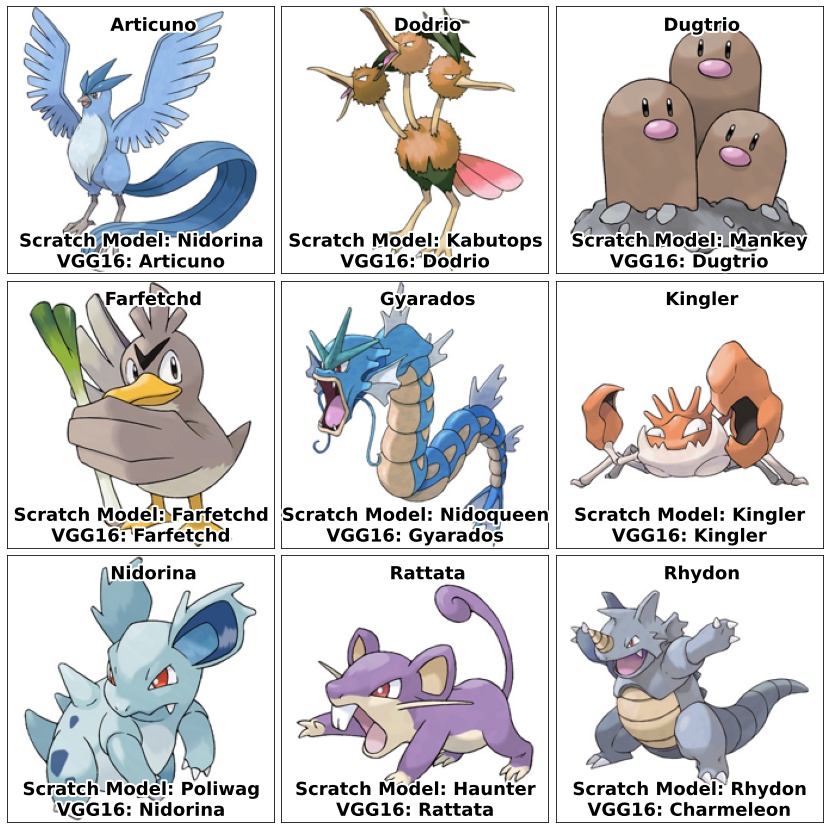 Articuno
Scratch Model: Nidorina
VGG16: Articuno
Dodrio
Scratch Model: Kabutops
VGG16: Dodrio
Dugtrio
Scratch Model: Mankey
VGG16: Dugtrio
Farfetchd
Scratch Model: Farfetchd
VGG16: Farfetchd
Gyarados
Scratch Model: Nidoqueen
VGG16: Gyarados
Kingler
Scratch Model: Kingler
VGG16: Kingler
Nidorina
Scratch Model: Poliwag
VGG16: Nidorina
Rattata
Scratch Model: Haunter
VGG16: Rattata
Rhydon
Scratch Model: Rhydon
VGG16: Charmeleon